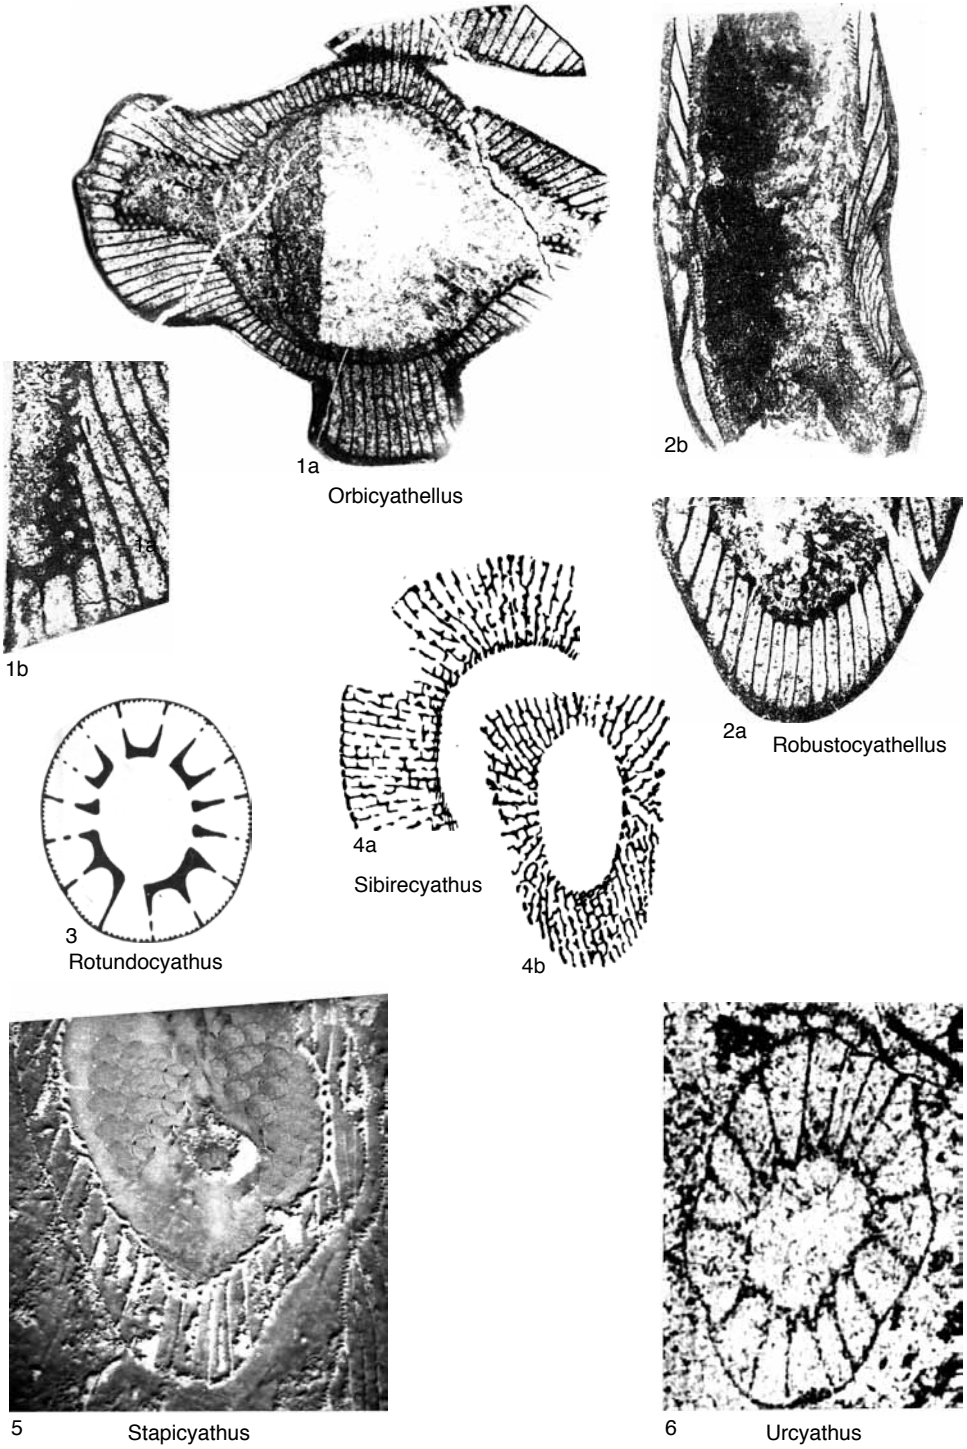 1a
Orbicyathellus
2b
1a
1b
2a
Robustocyathellus
4a
Sibirecyathus
3
Rotundocyathus
4b
5
Stapicyathus
6
Urcyathus